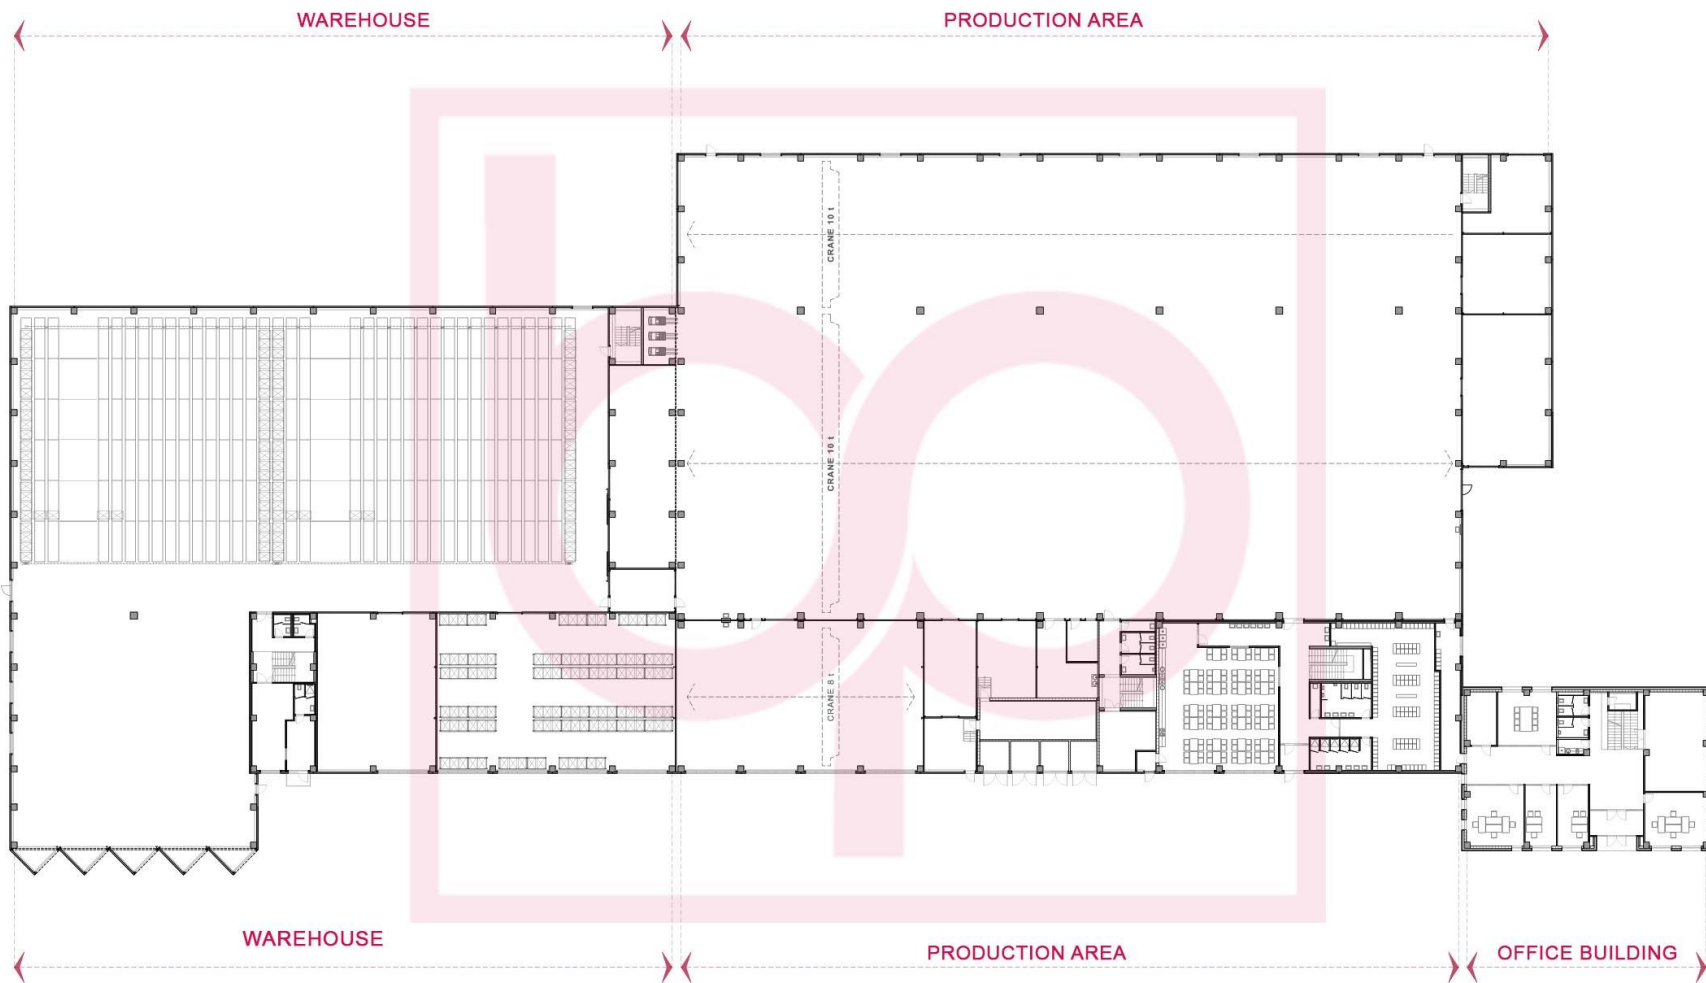 WAREHOUSE
PRODUCTION AREA
CRANE 10 t
CRANE 10 t
CRANE 8 t
WAREHOUSE
PRODUCTION AREA
OFFICE BUILDING